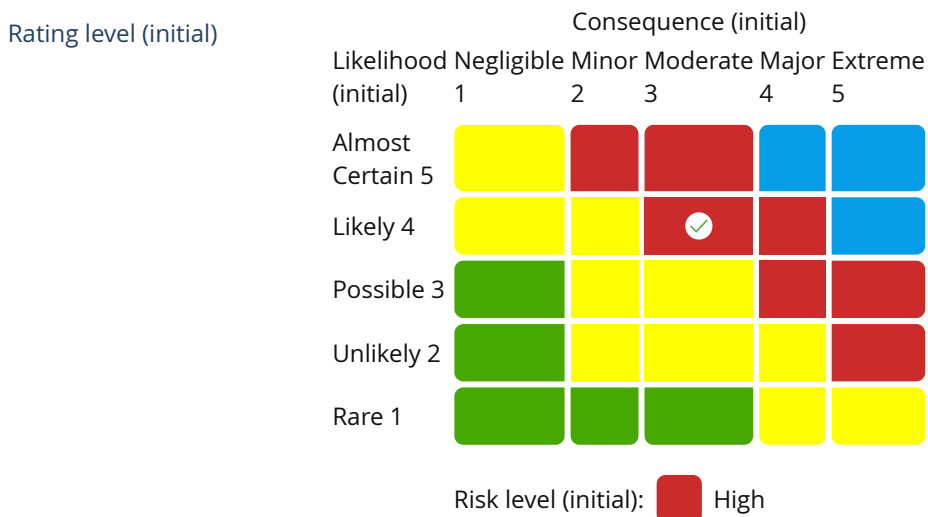 Rating level (initial)
Consequence (initial)
Likelihood Negligible Minor Moderate Major Extreme
(initial) 1 2 3 4 5
Almost
Certain 5
Likely 4
Possible 3
Unlikely 2
Rare 1
Risk level (initial): High